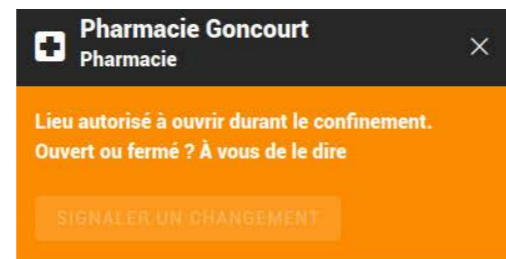 Pharmacie Goncourt
Pharmacie
Lieu autorisé à ouvrir durant le confinement.
Ouvert ou fermé ? À vous de le dire
SIGNALER UN CHANGEMENT